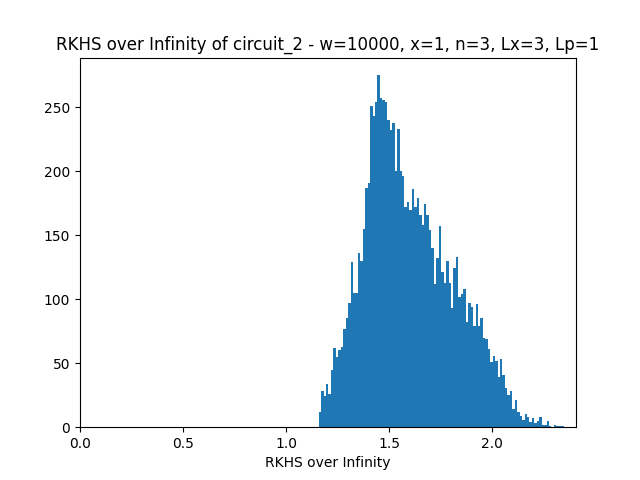 RKHS over Infinity of circuit_2 - w=10000, x=1, n=3, Lx=3, Lp=1
250
200
150
100
50
0
0.0 0.5 1.0 1.5 2.0
RKHS over Infinity